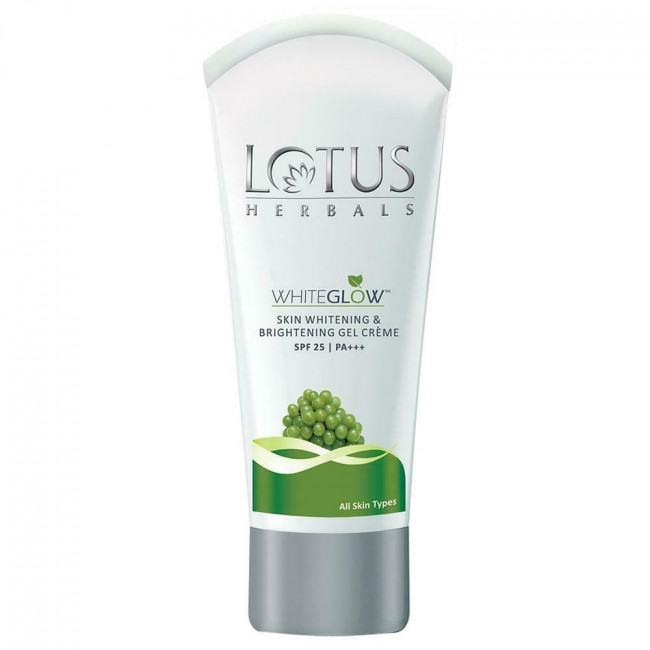 LOTUS
HERBALS
WHITEGLOW™
SKIN WHITENING &
BRIGHTENING GEL CRÈME
SPF 25 | PA+++
All Skin Types